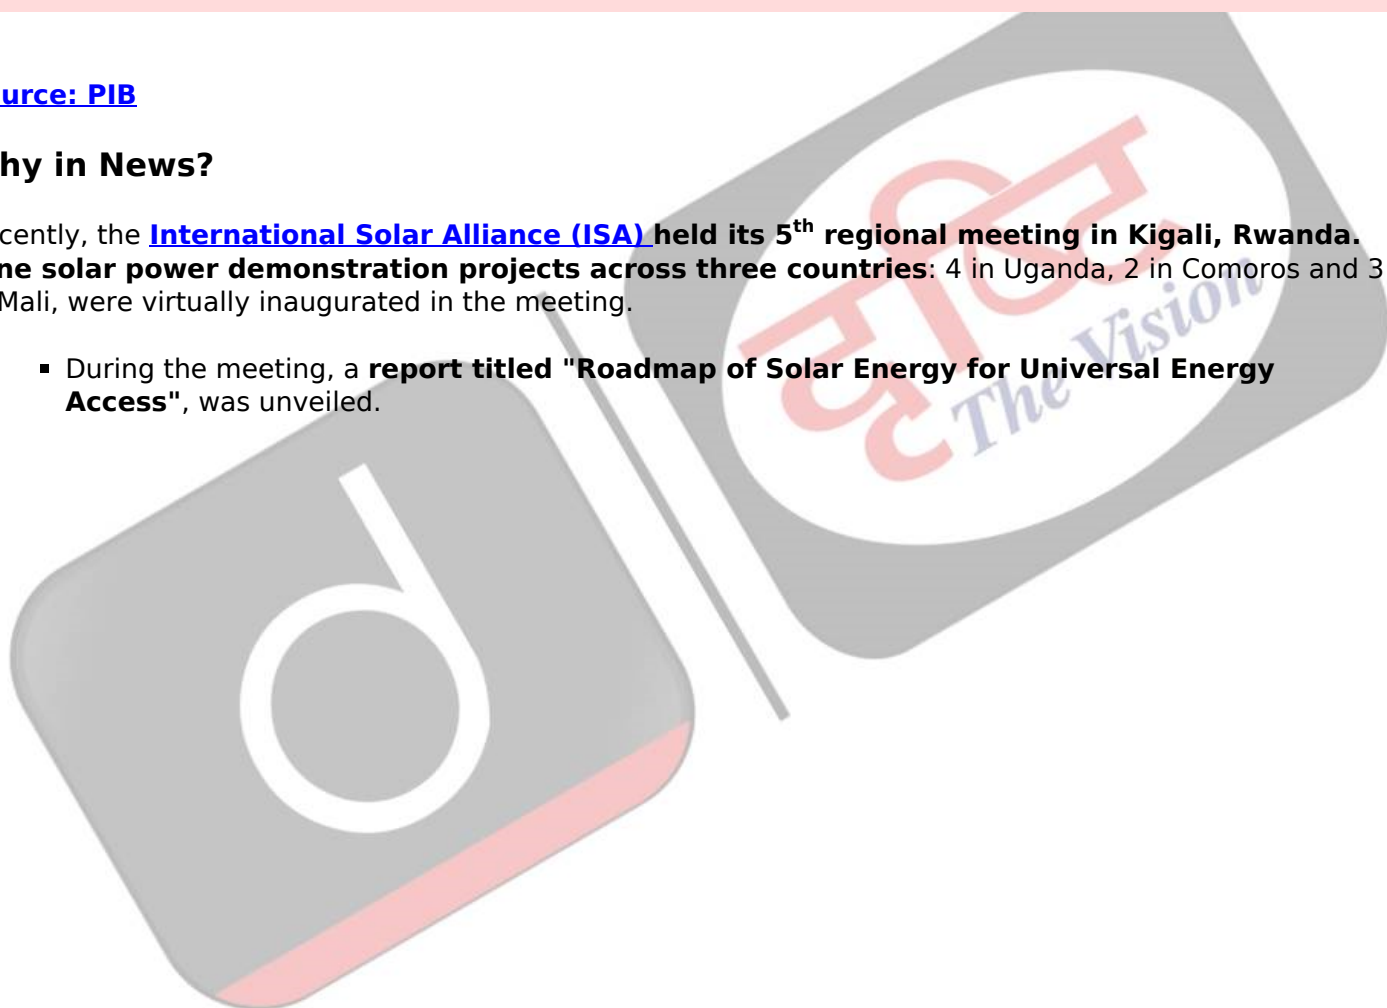 urce: PIB
hy in News?
cently, the International Solar Alliance (ISA) held its 5th regional meeting in Kigali, Rwanda.
ne solar power demonstration projects across three countries: 4 in Uganda, 2 in Comoros and 3
Mali, were virtually inaugurated in the meeting.
▪ During the meeting, a report titled "Roadmap of Solar Energy for Universal Energy
Access", was unveiled.
दृष्टि
The Vision
d